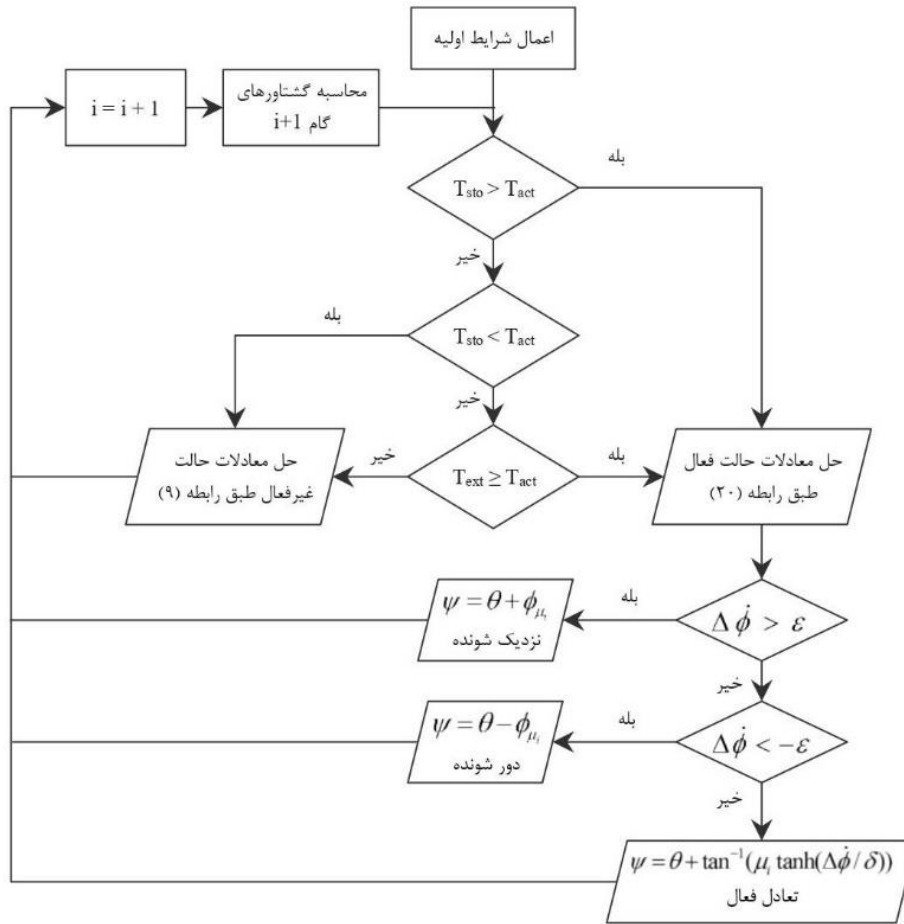 اعمال شرایط اولیه
i = i + 1
محاسبه گشتاورهای
گام i+1
بله
T_sto > T_act
خیر
بله
T_sto < T_act
خیر
حل معادلات حالت
غیرفعال طبق رابطه (۹)
خیر
T_ext ≥ T_act
بله
حل معادلات حالت فعال
طبق رابطه (۲۰)
ψ = θ + ϕ_μ_i
نزدیک شونده
بله
Δϕ̇ > ε
خیر
ψ = θ − ϕ_μ_i
دور شونده
بله
Δϕ̇ < −ε
خیر
ψ = θ + tan⁻¹(μ_i tanh(Δϕ̇/δ))
تعادل فعال